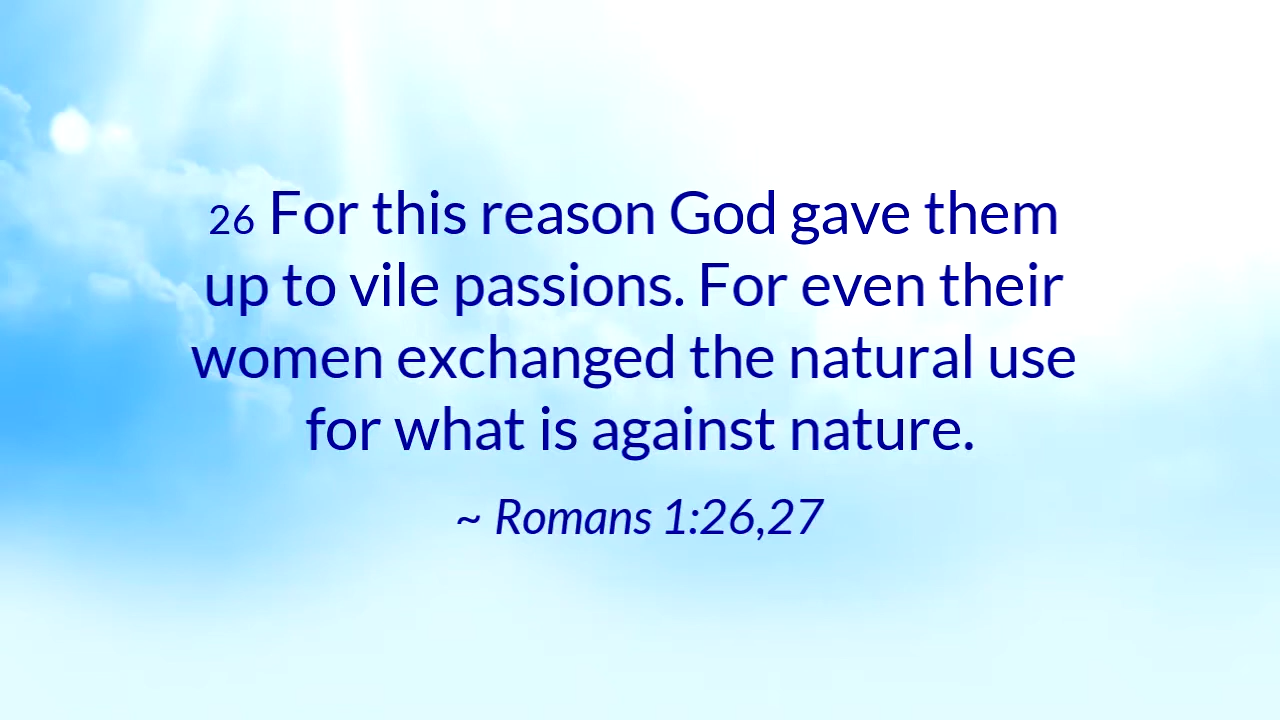 26 For this reason God gave them
up to vile passions. For even their
women exchanged the natural use
for what is against nature.
~ Romans 1:26,27